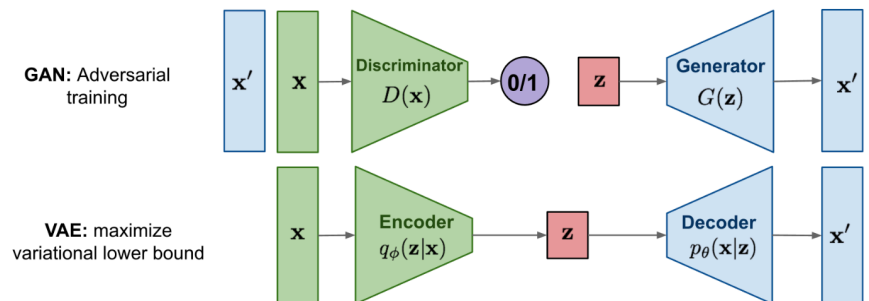 GAN: Adversarial
training
x′
x
Discriminator
D(x)
0/1
z
Generator
G(z)
x′
VAE: maximize
variational lower bound
x
Encoder
qϕ(z|x)
z
Decoder
pθ(x|z)
x′